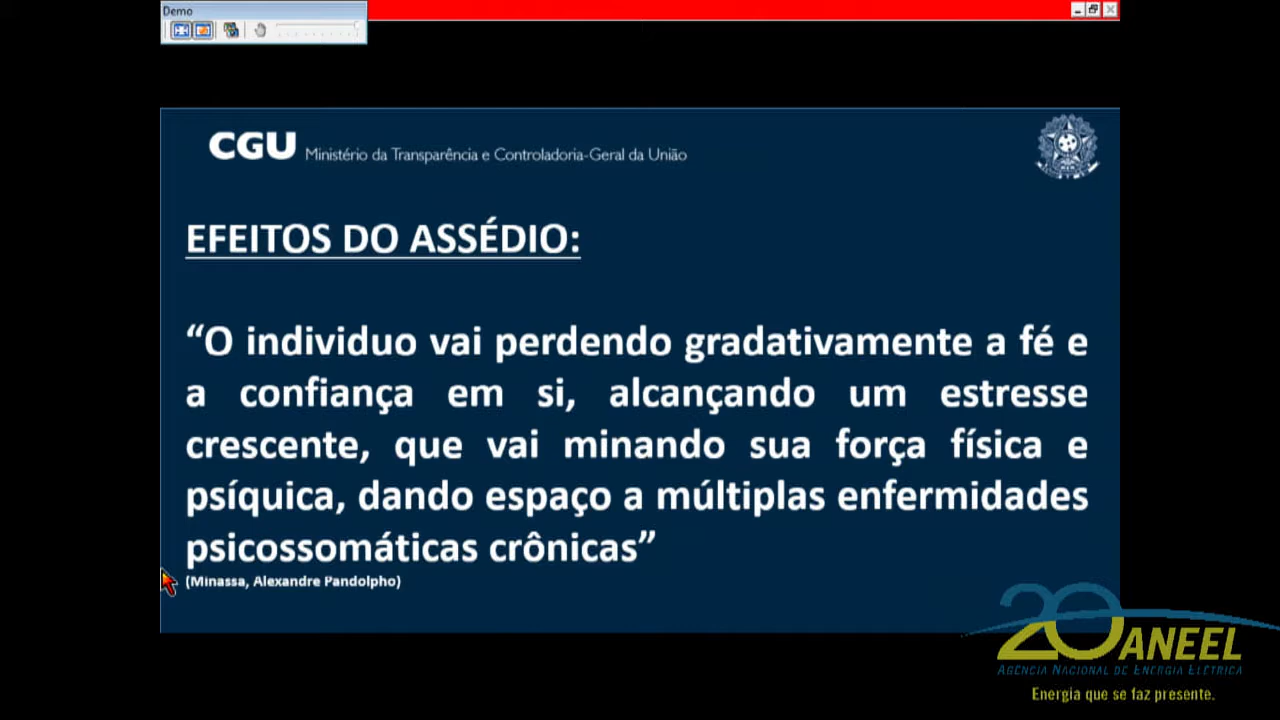 Demo
CGU Ministério da Transparência e Controladoria-Geral da União
EFEITOS DO ASSÉDIO:
“O individuo vai perdendo gradativamente a fé e
a confiança em si, alcançando um estresse
crescente, que vai minando sua força física e
psíquica, dando espaço a múltiplas enfermidades
psicossomáticas crônicas”
(Minassa, Alexandre Pandolpho)
20 ANEEL
AGÊNCIA NACIONAL DE ENERGIA ELÉTRICA
Energia que se faz presente.